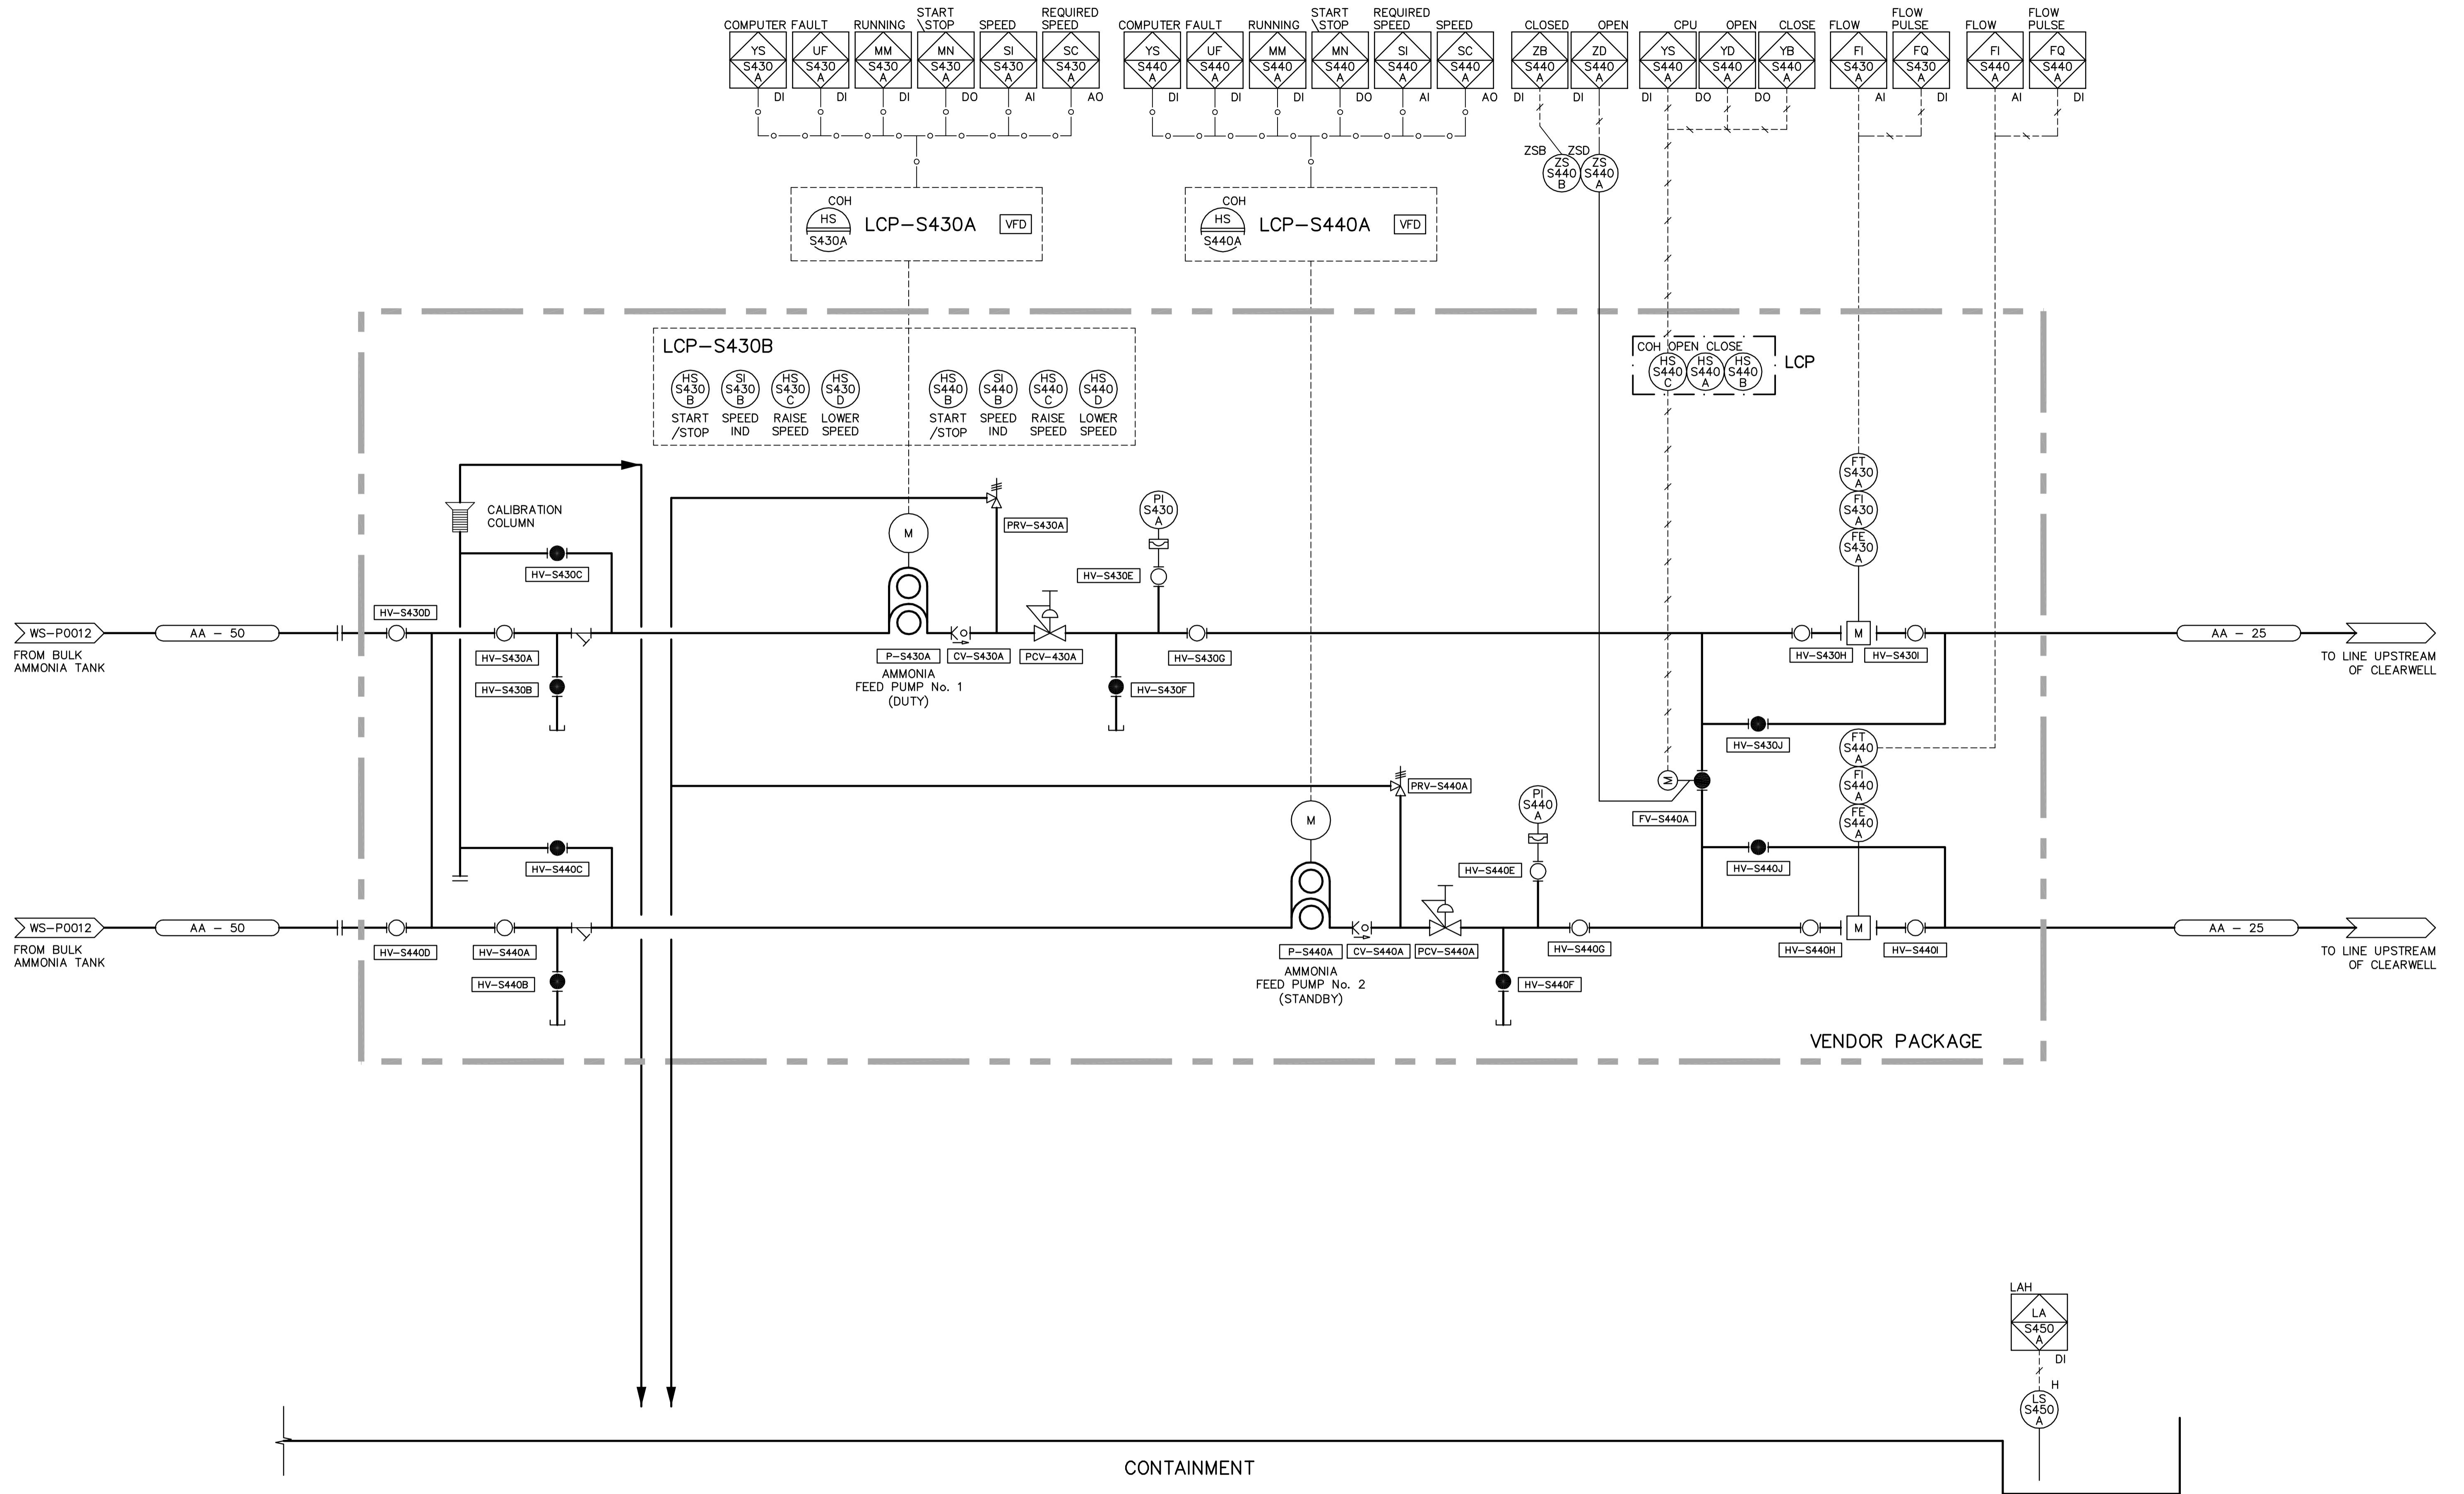 COMPUTER FAULT RUNNING START\STOP SPEED REQUIRED SPEED
YS S430 A DI
UF S430 A DI
MM S430 A DI
MN S430 A DO
SI S430 A AI
SC S430 A AO
COMPUTER FAULT RUNNING START\STOP REQUIRED SPEED SPEED
YS S440 A DI
UF S440 A DI
MM S440 A DI
MN S440 A DO
SI S440 A AI
SC S440 A AO
CLOSED OPEN
ZB S440 A DI
ZD S440 A DI
CPU OPEN CLOSE
YS S440 A DI
YD S440 A DO
YB S440 A DO
FLOW FLOW PULSE
FI S430 A AI
FQ S430 A DI
FLOW FLOW PULSE
FI S440 A AI
FQ S440 A DI
ZSB ZSD
ZS S440 B
ZS S440 A
COH
HS S430A
LCP-S430A
VFD
COH
HS S440A
LCP-S440A
VFD
LCP-S430B
HS S430 B
START /STOP
SI S430 B
SPEED IND
HS S430 C
RAISE SPEED
HS S430 D
LOWER SPEED
HS S440 B
START /STOP
SI S440 B
SPEED IND
HS S440 C
RAISE SPEED
HS S440 D
LOWER SPEED
COH OPEN CLOSE
HS S440 C
HS S440 A
HS S440 B
LCP
CALIBRATION
COLUMN
HV-S430C
M
PRV-S430A
PI S430 A
HV-S430E
FT S430 A
FI S430 A
FE S430 A
WS-P0012
FROM BULK
AMMONIA TANK
AA - 50
HV-S430D
HV-S430A
HV-S430B
P-S430A
AMMONIA
FEED PUMP No. 1
(DUTY)
CV-S430A
PCV-430A
HV-S430F
HV-S430G
HV-S430H
M
HV-S430I
AA - 25
TO LINE UPSTREAM
OF CLEARWELL
HV-S430J
FT S440 A
FI S440 A
FE S440 A
M
FV-S440A
HV-S440J
PRV-S440A
M
PI S440 A
HV-S440E
HV-S440C
WS-P0012
FROM BULK
AMMONIA TANK
AA - 50
HV-S440D
HV-S440A
HV-S440B
P-S440A
AMMONIA
FEED PUMP No. 2
(STANDBY)
CV-S440A
PCV-S440A
HV-S440F
HV-S440G
HV-S440H
M
HV-S440I
AA - 25
TO LINE UPSTREAM
OF CLEARWELL
VENDOR PACKAGE
LAH
LA S450 A
DI
H
LS S450 A
CONTAINMENT